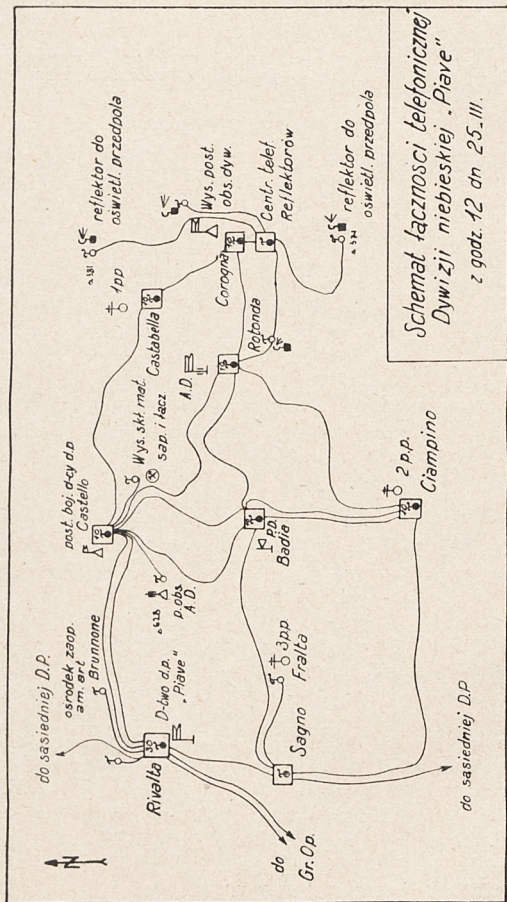 Schemat łączności telefonicznej
Dywizji niebieskiej „Piave"
z godz. 12 dn 25.III.
N
do sąsiedniej D.P.
ośrodek zaop.
am. art
Brunnone
post. boj. d-cy d.p.
Castello
10
1 p.p
Castabella
reflektor do
oświetl. przedpola
Wys. post.
obs. dyw.
Centr. telef.
Reflektorów
Corogna
Wys. skł. mat.
sap. i łącz.
A.D.
Rotonda
reflektor do
oświetl. przedpola
D-two d.p.
„Piave"
30
Rivalta
p. obs.
A.D.
p.D.
Badia
2 p.p.
Ciampino
3 p.p
Fralta
Sagno
do
Gr. Op.
do sąsiedniej D.P